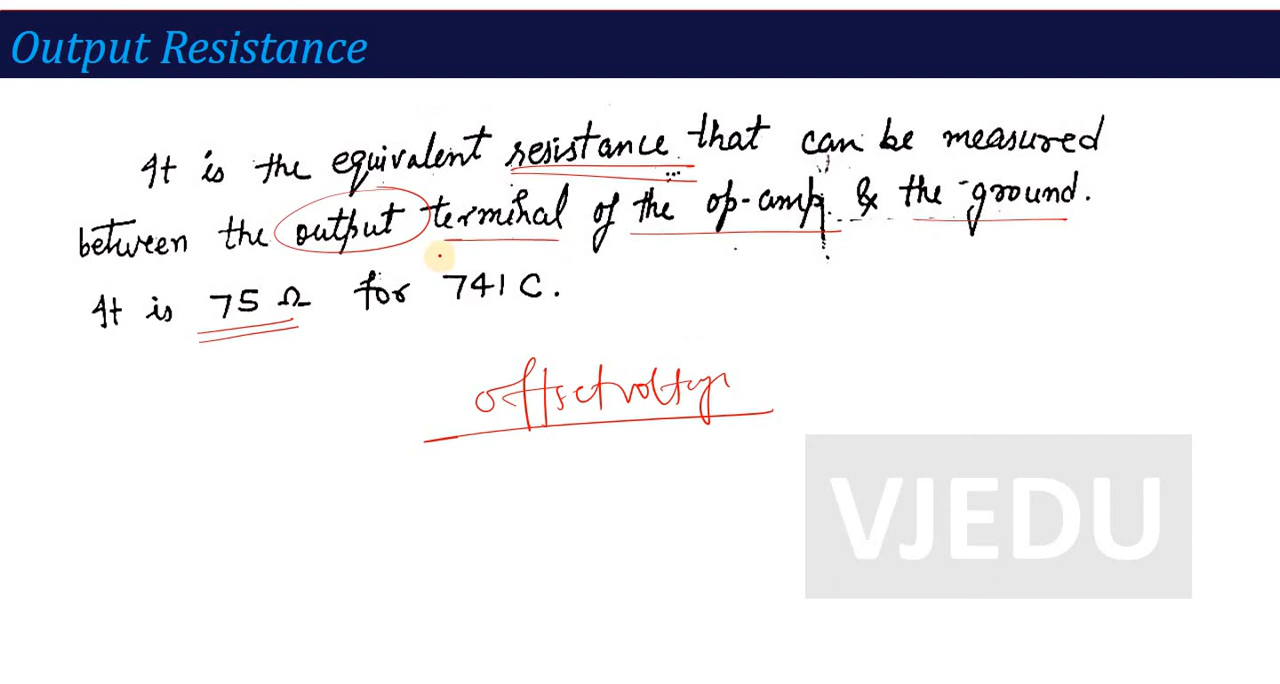 Output Resistance
It is the equivalent resistance that can be measured
between the output terminal of the op-amp & the ground.
It is 75 Ω for 741 C.
offset voltage
VJEDU